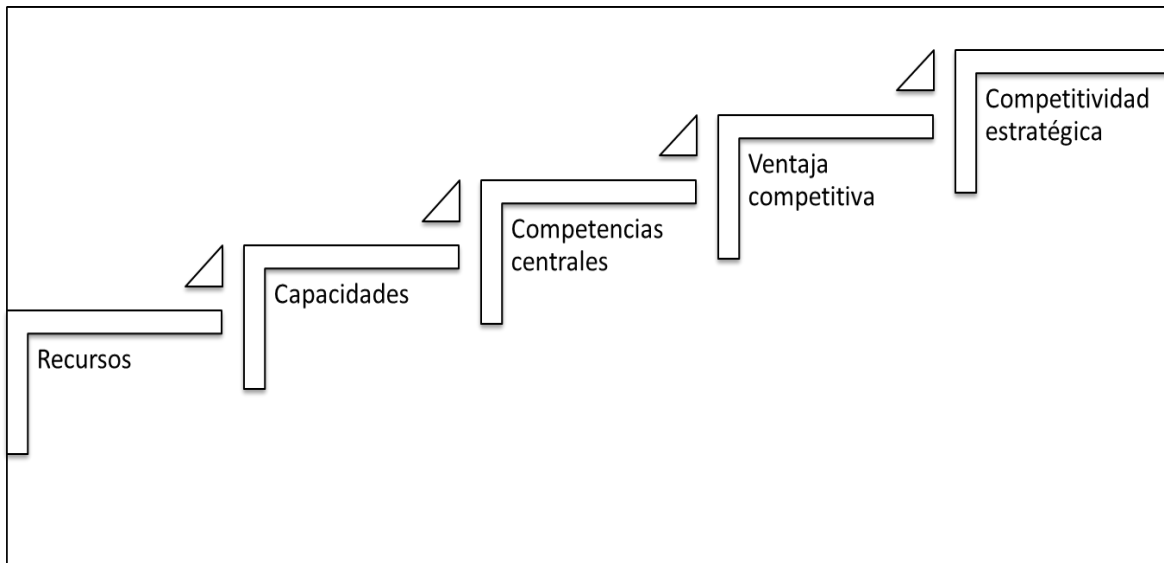 Recursos
Capacidades
Competencias
centrales
Ventaja
competitiva
Competitividad
estratégica